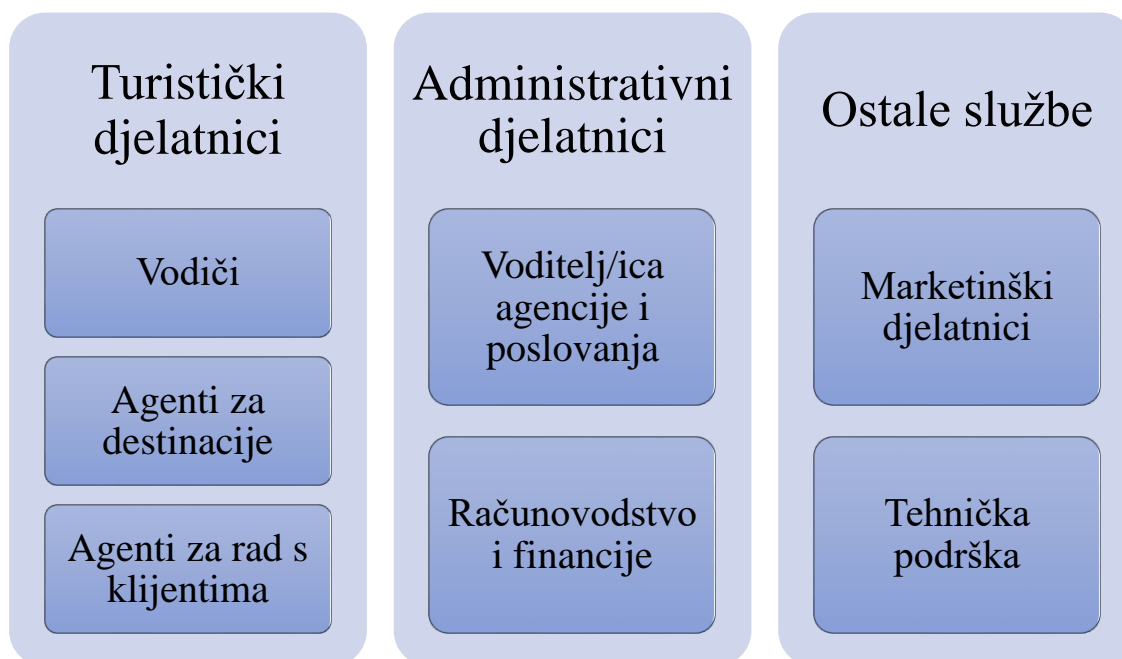 Turistički
djelatnici
Vodiči
Agenti za
destinacije
Agenti za rad s
klijentima
Administrativni
djelatnici
Voditelj/ica
agencije i
poslovanja
Računovodstvo
i financije
Ostale službe
Marketinški
djelatnici
Tehnička
podrška